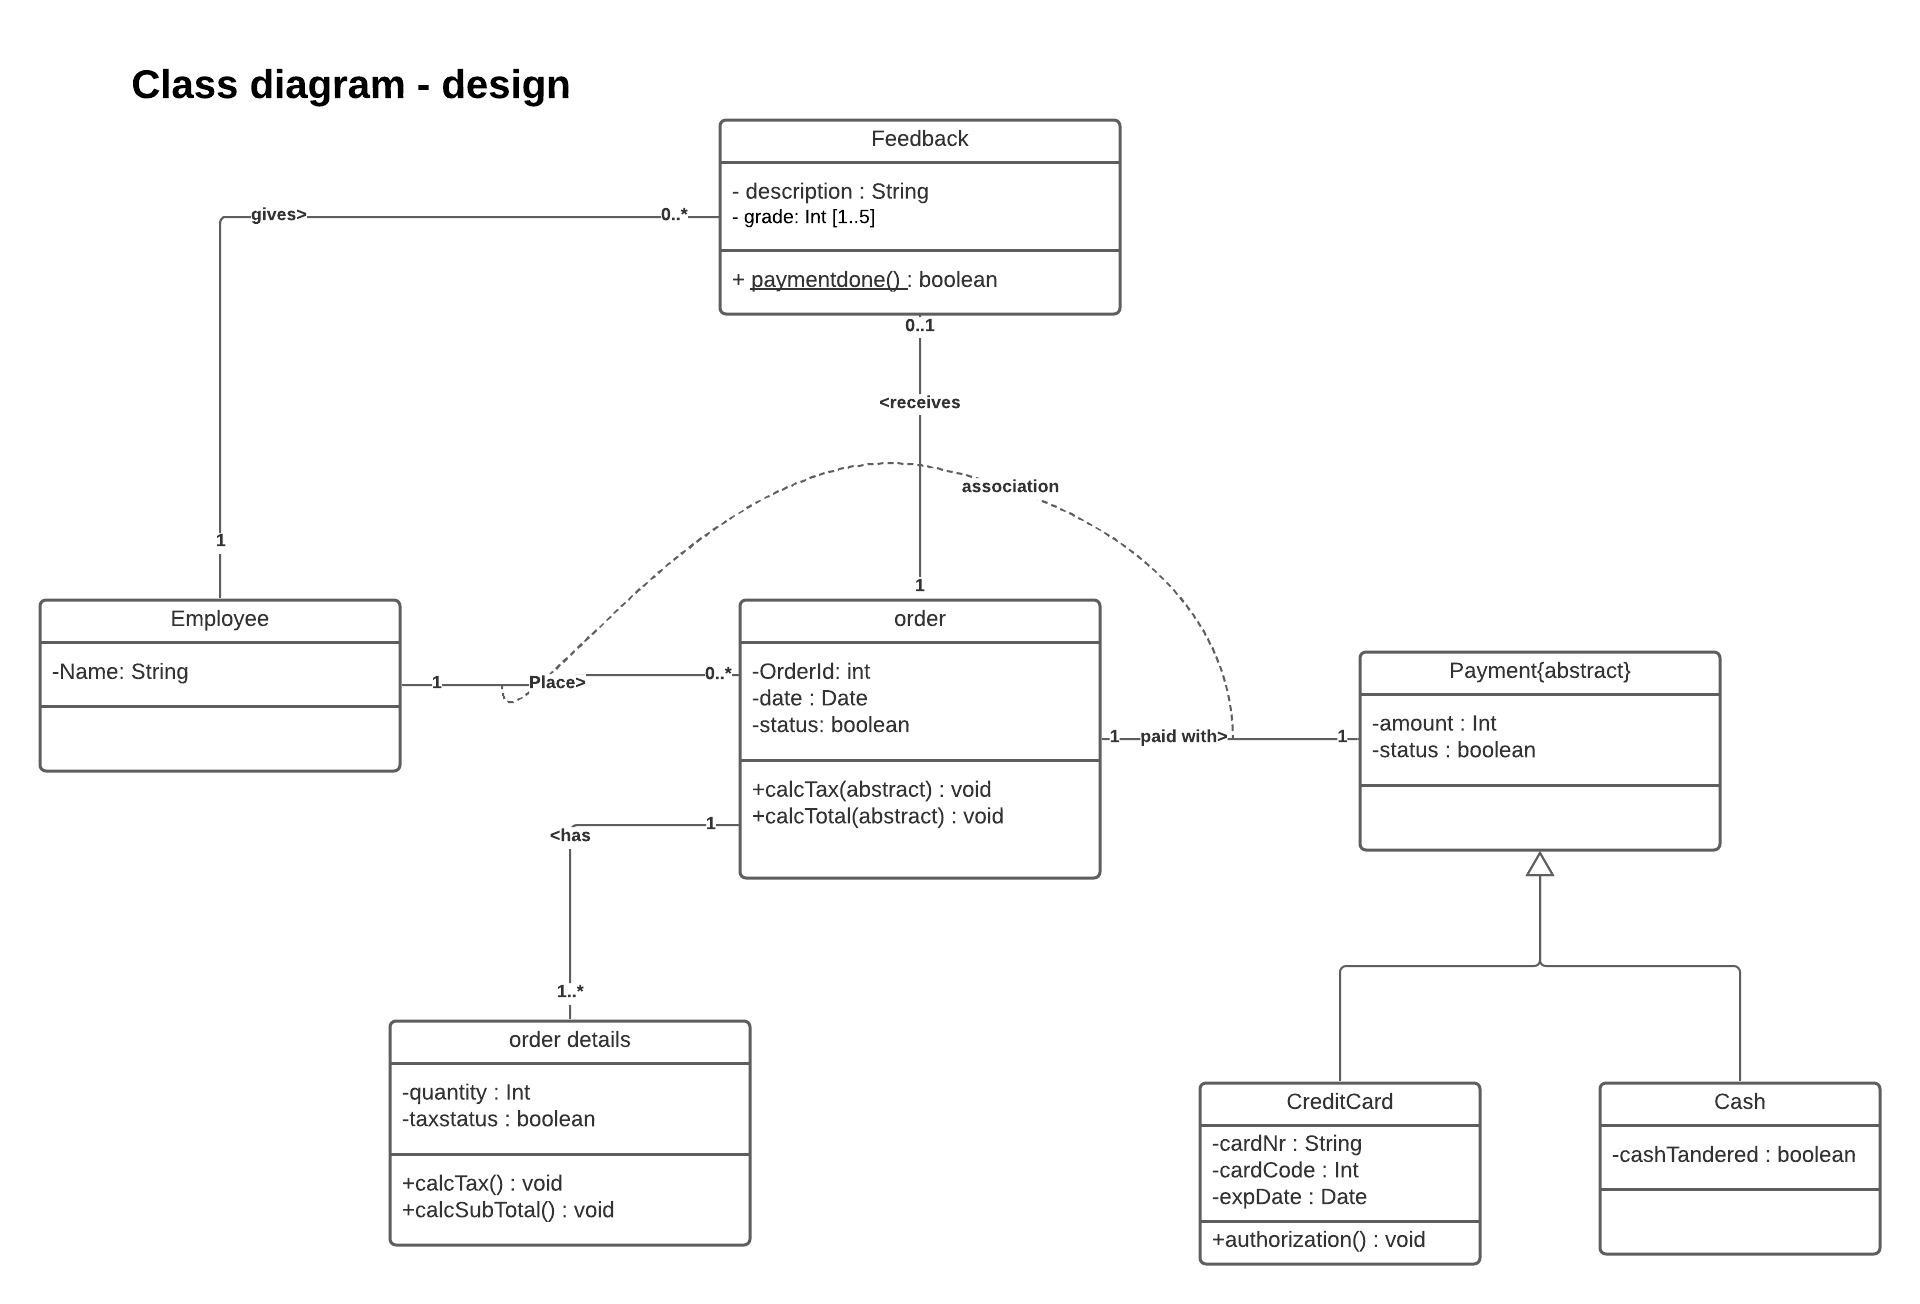 Class diagram - design
Feedback
- description : String
- grade: Int [1..5]
+ paymentdone() : boolean
gives>
0..*
0..1
<receives
association
1
1
Employee
-Name: String
1
Place>
0..*
order
-OrderId: int
-date : Date
-status: boolean
+calcTax(abstract) : void
+calcTotal(abstract) : void
1
paid with>
1
Payment{abstract}
-amount : Int
-status : boolean
1
<has
1..*
order details
-quantity : Int
-taxstatus : boolean
+calcTax() : void
+calcSubTotal() : void
CreditCard
-cardNr : String
-cardCode : Int
-expDate : Date
+authorization() : void
Cash
-cashTandered : boolean